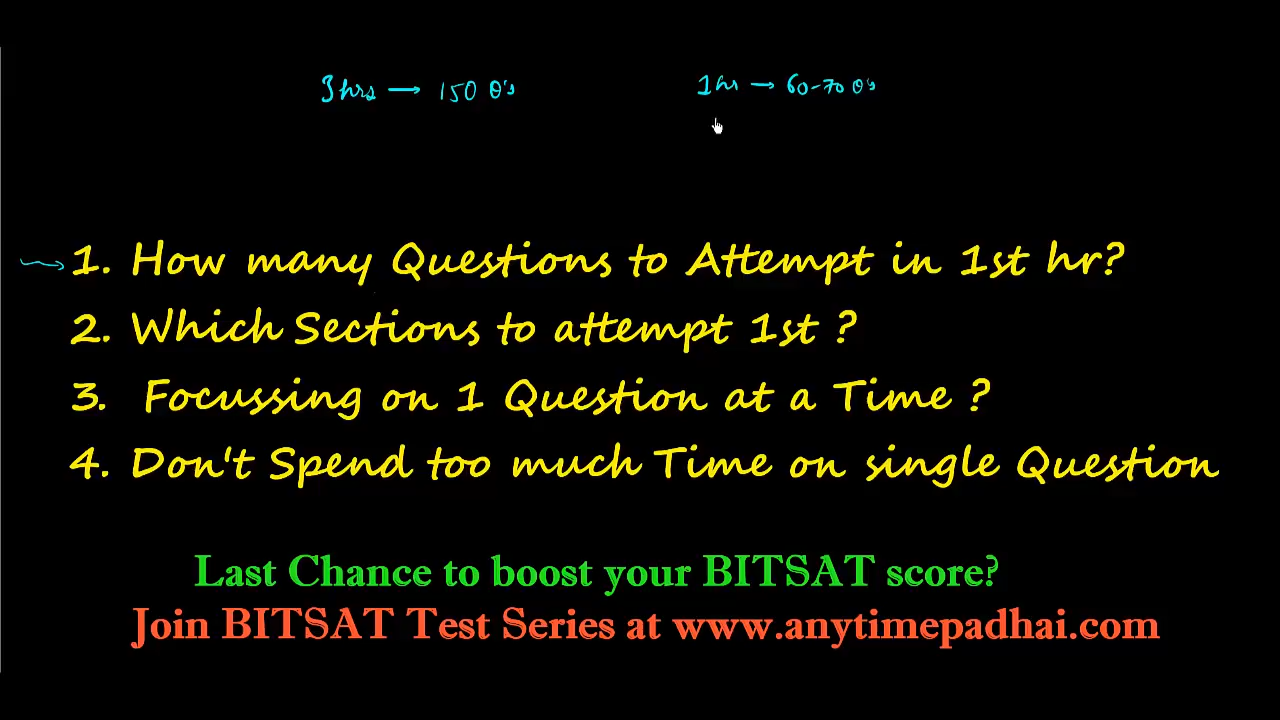 3hrs → 150 Q's
1hr → 60-70 Q's
1. How many Questions to Attempt in 1st hr?
2. Which Sections to attempt 1st ?
3. Focussing on 1 Question at a Time ?
4. Don't Spend too much Time on single Question
Last Chance to boost your BITSAT score?
Join BITSAT Test Series at www.anytimepadhai.com